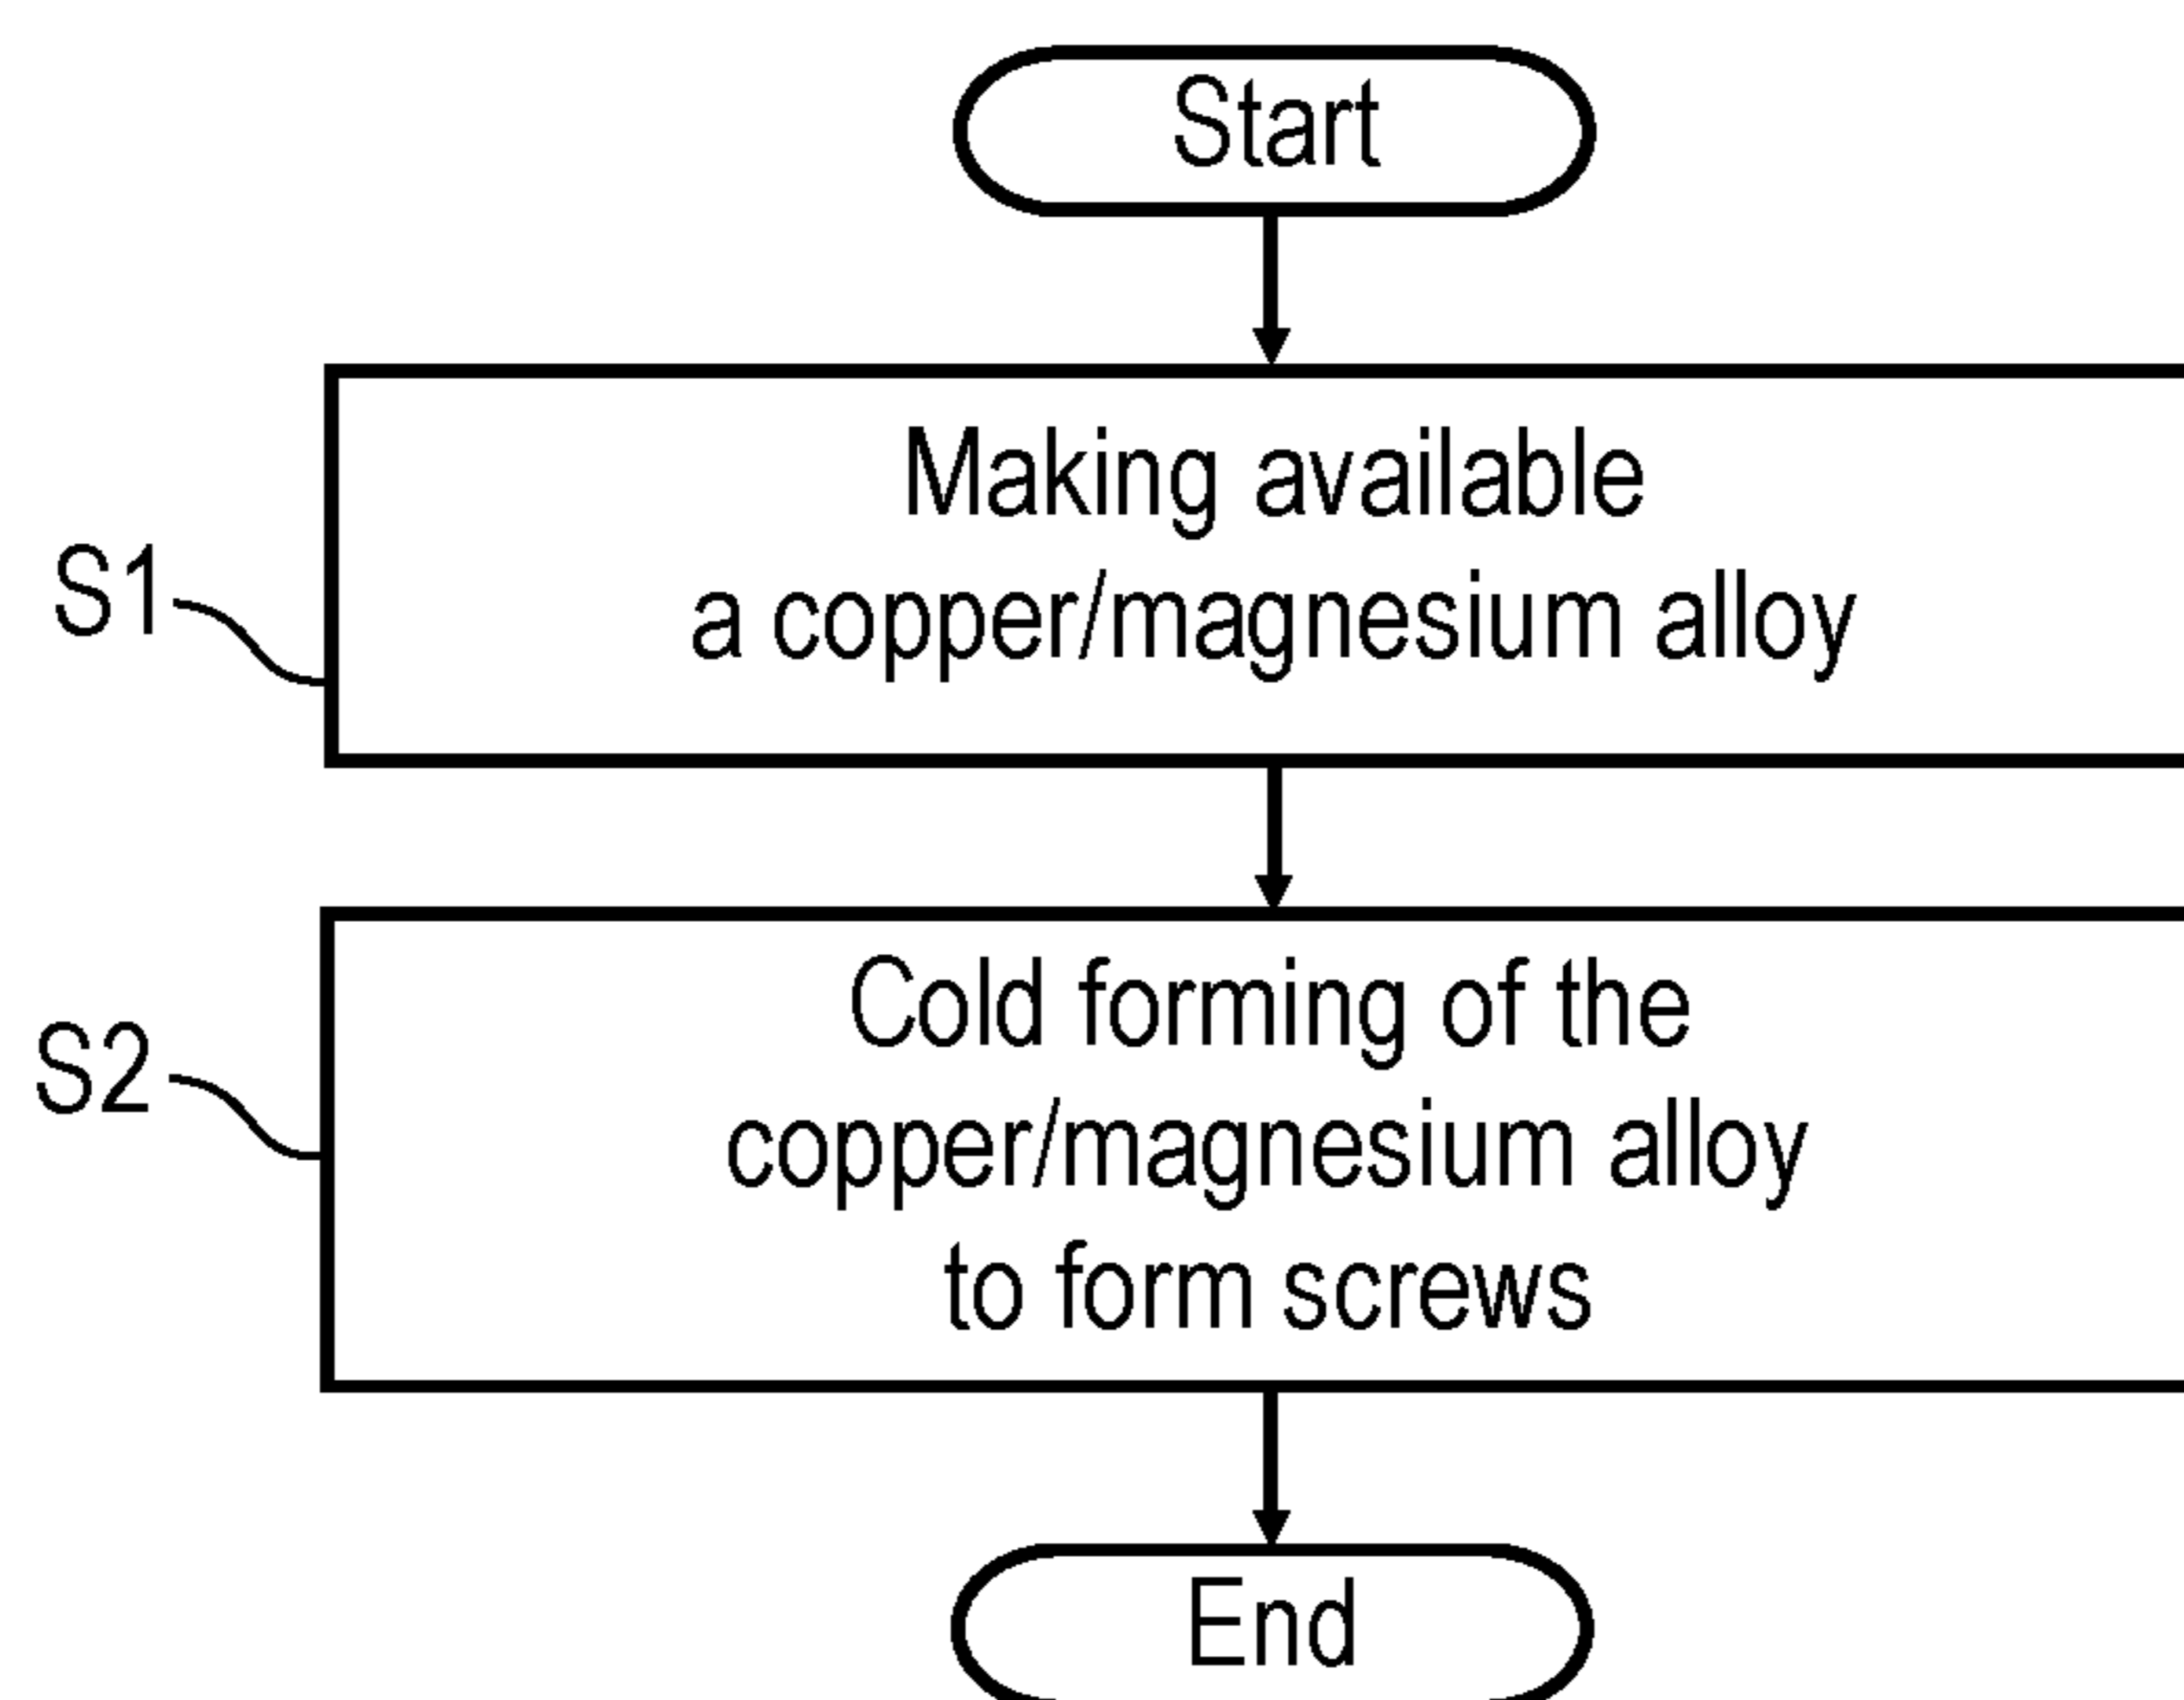 Start
Making available
a copper/magnesium alloy
S1
Cold forming of the
copper/magnesium alloy
to form screws
S2
End